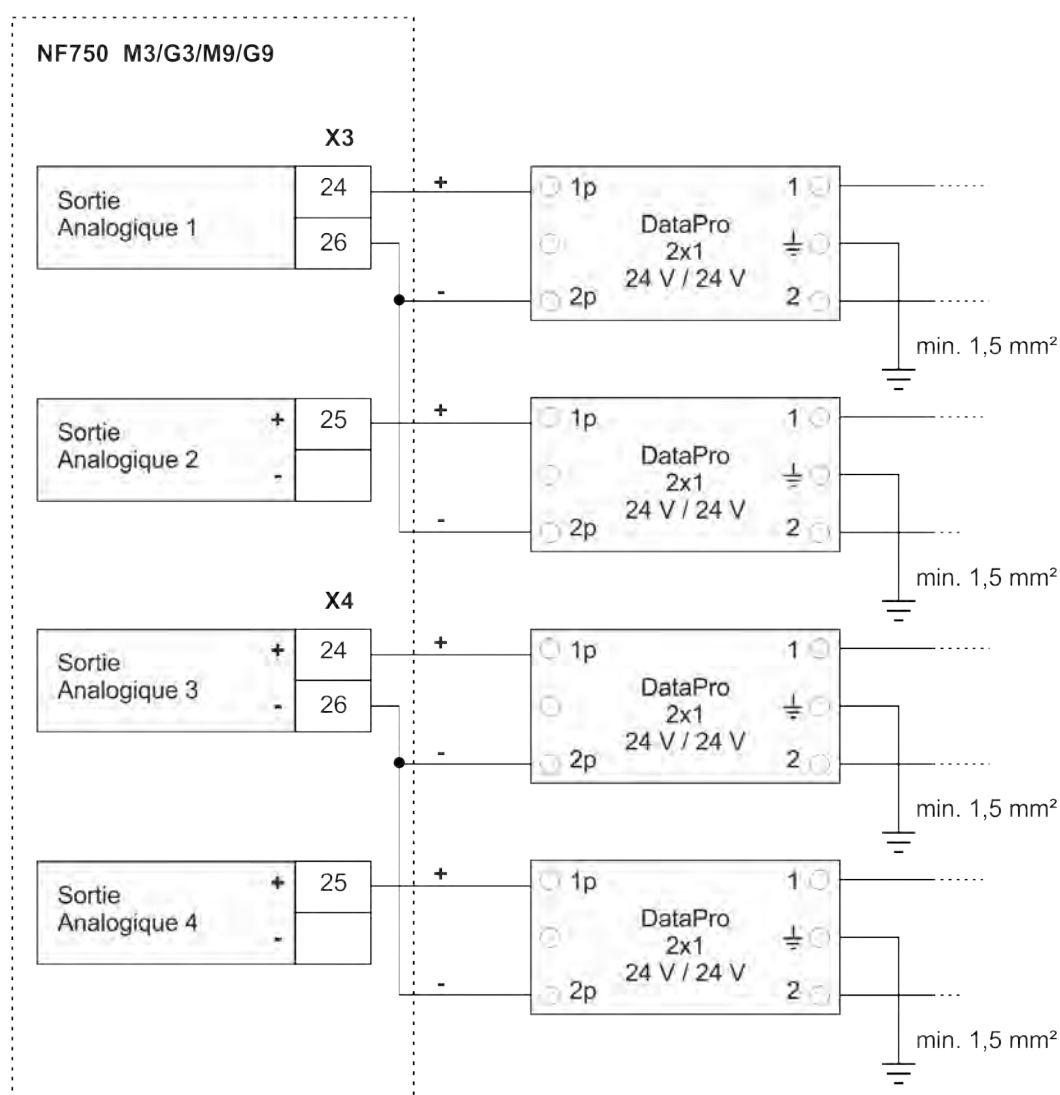 NF750 M3/G3/M9/G9
X3
Sortie
Analogique 1
24
26
+
-
1p
2p
DataPro
2x1
24 V / 24 V
1
2
min. 1,5 mm²
Sortie
Analogique 2
+
-
25
+
-
1p
2p
DataPro
2x1
24 V / 24 V
1
2
min. 1,5 mm²
X4
Sortie
Analogique 3
+
-
24
26
+
-
1p
2p
DataPro
2x1
24 V / 24 V
1
2
min. 1,5 mm²
Sortie
Analogique 4
+
-
25
+
-
1p
2p
DataPro
2x1
24 V / 24 V
1
2
min. 1,5 mm²